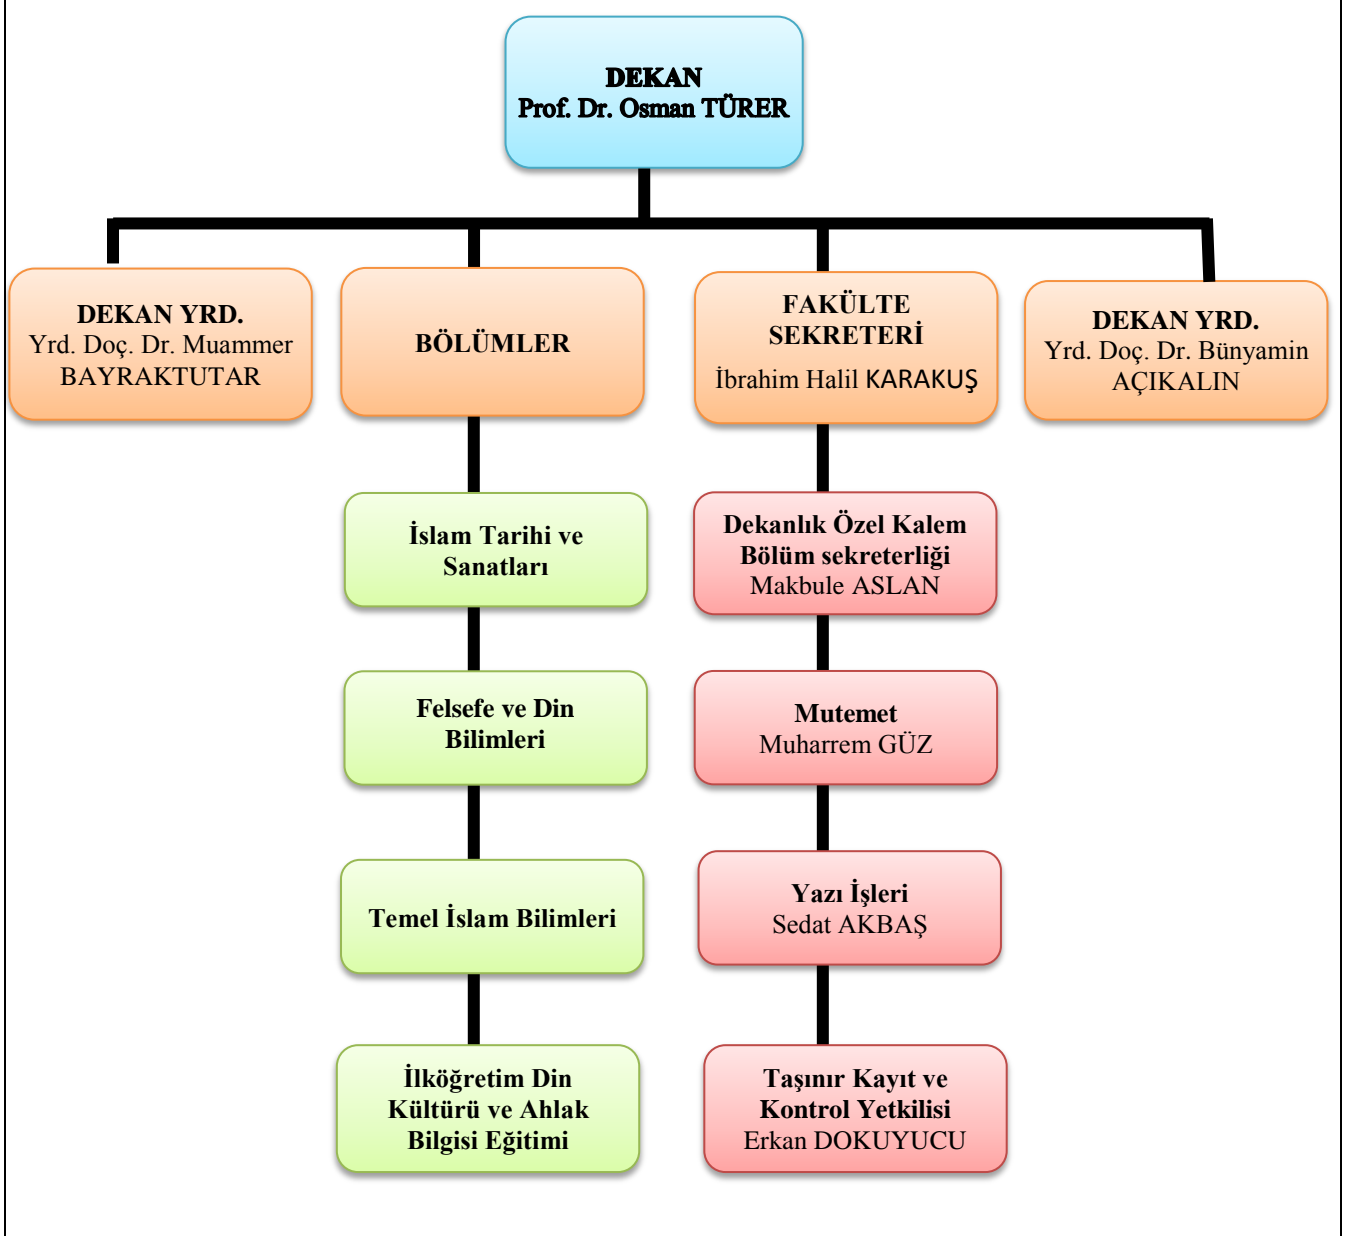 DEKAN
Prof. Dr. Osman TÜRER
DEKAN YRD.
Yrd. Doç. Dr. Muammer
BAYRAKTUTAR
BÖLÜMLER
FAKÜLTE
SEKRETERİ
İbrahim Halil KARAKUŞ
DEKAN YRD.
Yrd. Doç. Dr. Bünyamin
AÇIKALIN
İslam Tarihi ve
Sanatları
Felsefe ve Din
Bilimleri
Temel İslam Bilimleri
İlköğretim Din
Kültürü ve Ahlak
Bilgisi Eğitimi
Dekanlık Özel Kalem
Bölüm sekreterliği
Makbule ASLAN
Mutemet
Muharrem GÜZ
Yazı İşleri
Sedat AKBAŞ
Taşınır Kayıt ve
Kontrol Yetkilisi
Erkan DOKUYUCU